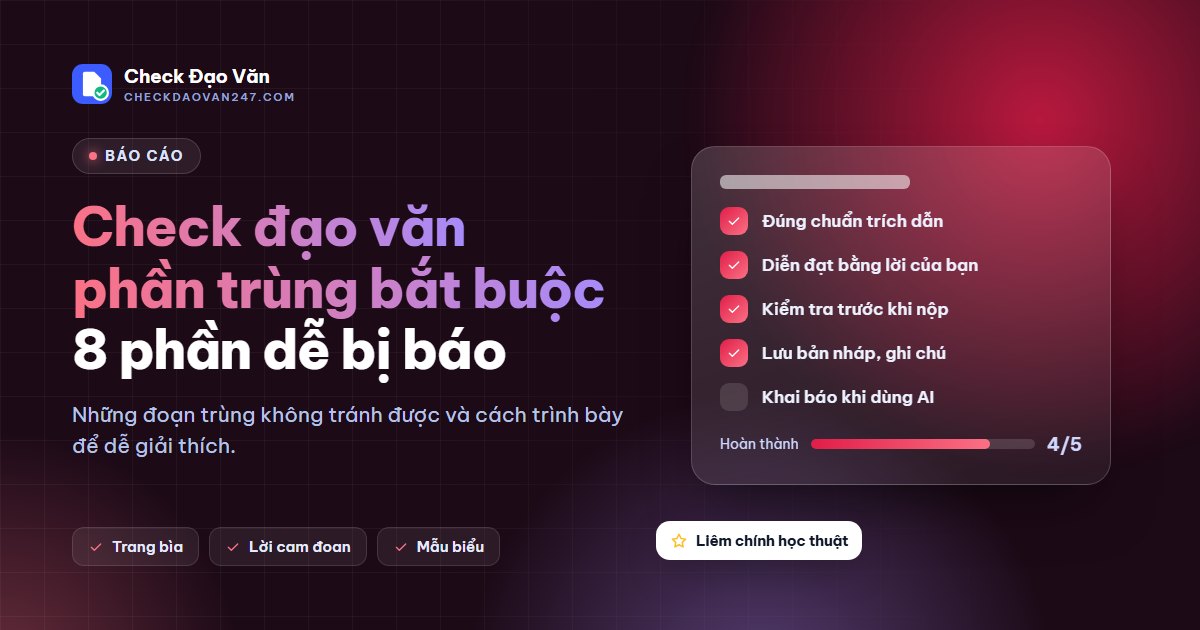 Check Đạo Văn
CHECKDAOVAN247.COM
BÁO CÁO
Check đạo văn
phần trùng bắt buộc
8 phần dễ bị báo
Những đoạn trùng không tránh được và cách trình bày
để dễ giải thích.
Trang bìa
Lời cam đoan
Mẫu biểu
Đúng chuẩn trích dẫn
Diễn đạt bằng lời của bạn
Kiểm tra trước khi nộp
Lưu bản nháp, ghi chú
Khai báo khi dùng AI
Hoàn thành 4/5
Liêm chính học thuật